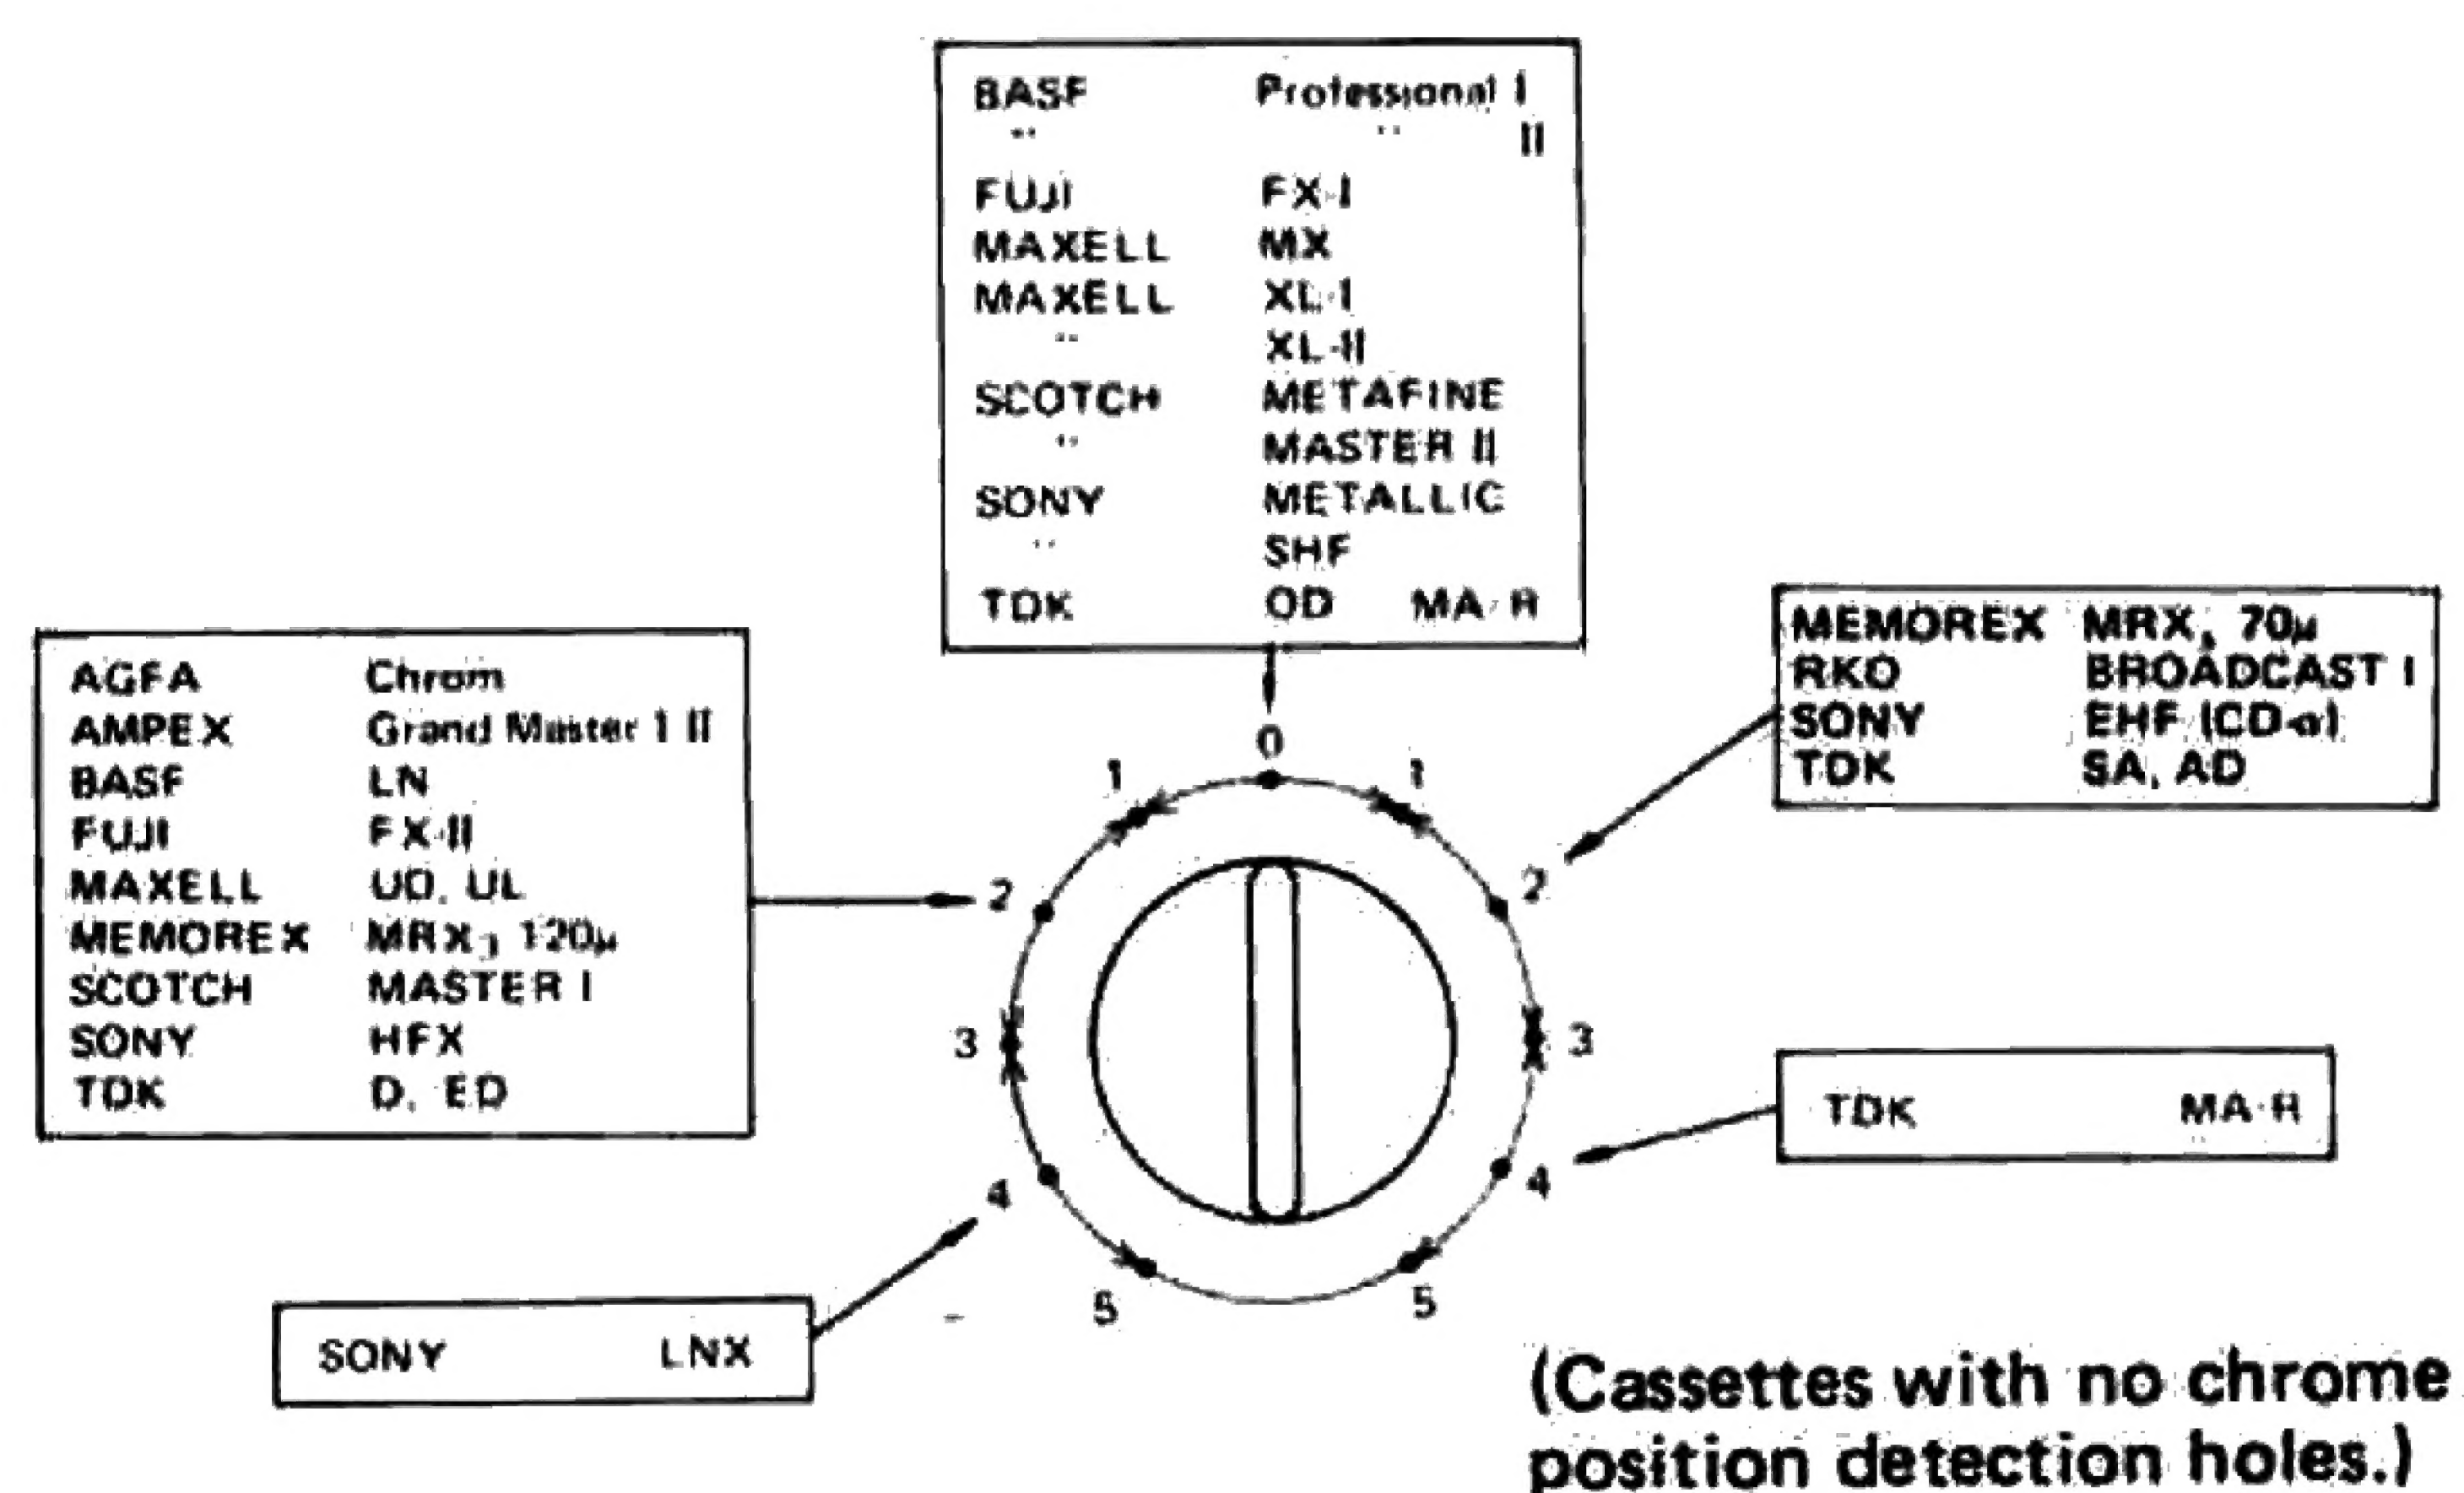 BASF Professional I
" " II
FUJI FX-I
MAXELL MX
MAXELL XL-I
" XL-II
SCOTCH METAFINE
" MASTER II
SONY METALLIC
" SHF
TDK OD MA-R
AGFA Chrom
AMPEX Grand Master I II
BASF LN
FUJI FX-II
MAXELL UD, UL
MEMOREX MRX3 120μ
SCOTCH MASTER I
SONY HFX
TDK D, ED
MEMOREX MRX, 70μ
RKO BROADCAST I
SONY EHF (CD-α)
TDK SA, AD
0
1 1
2 2
3 3
TDK MA-R
4 4
5 5
SONY LNX
(Cassettes with no chrome
position detection holes.)